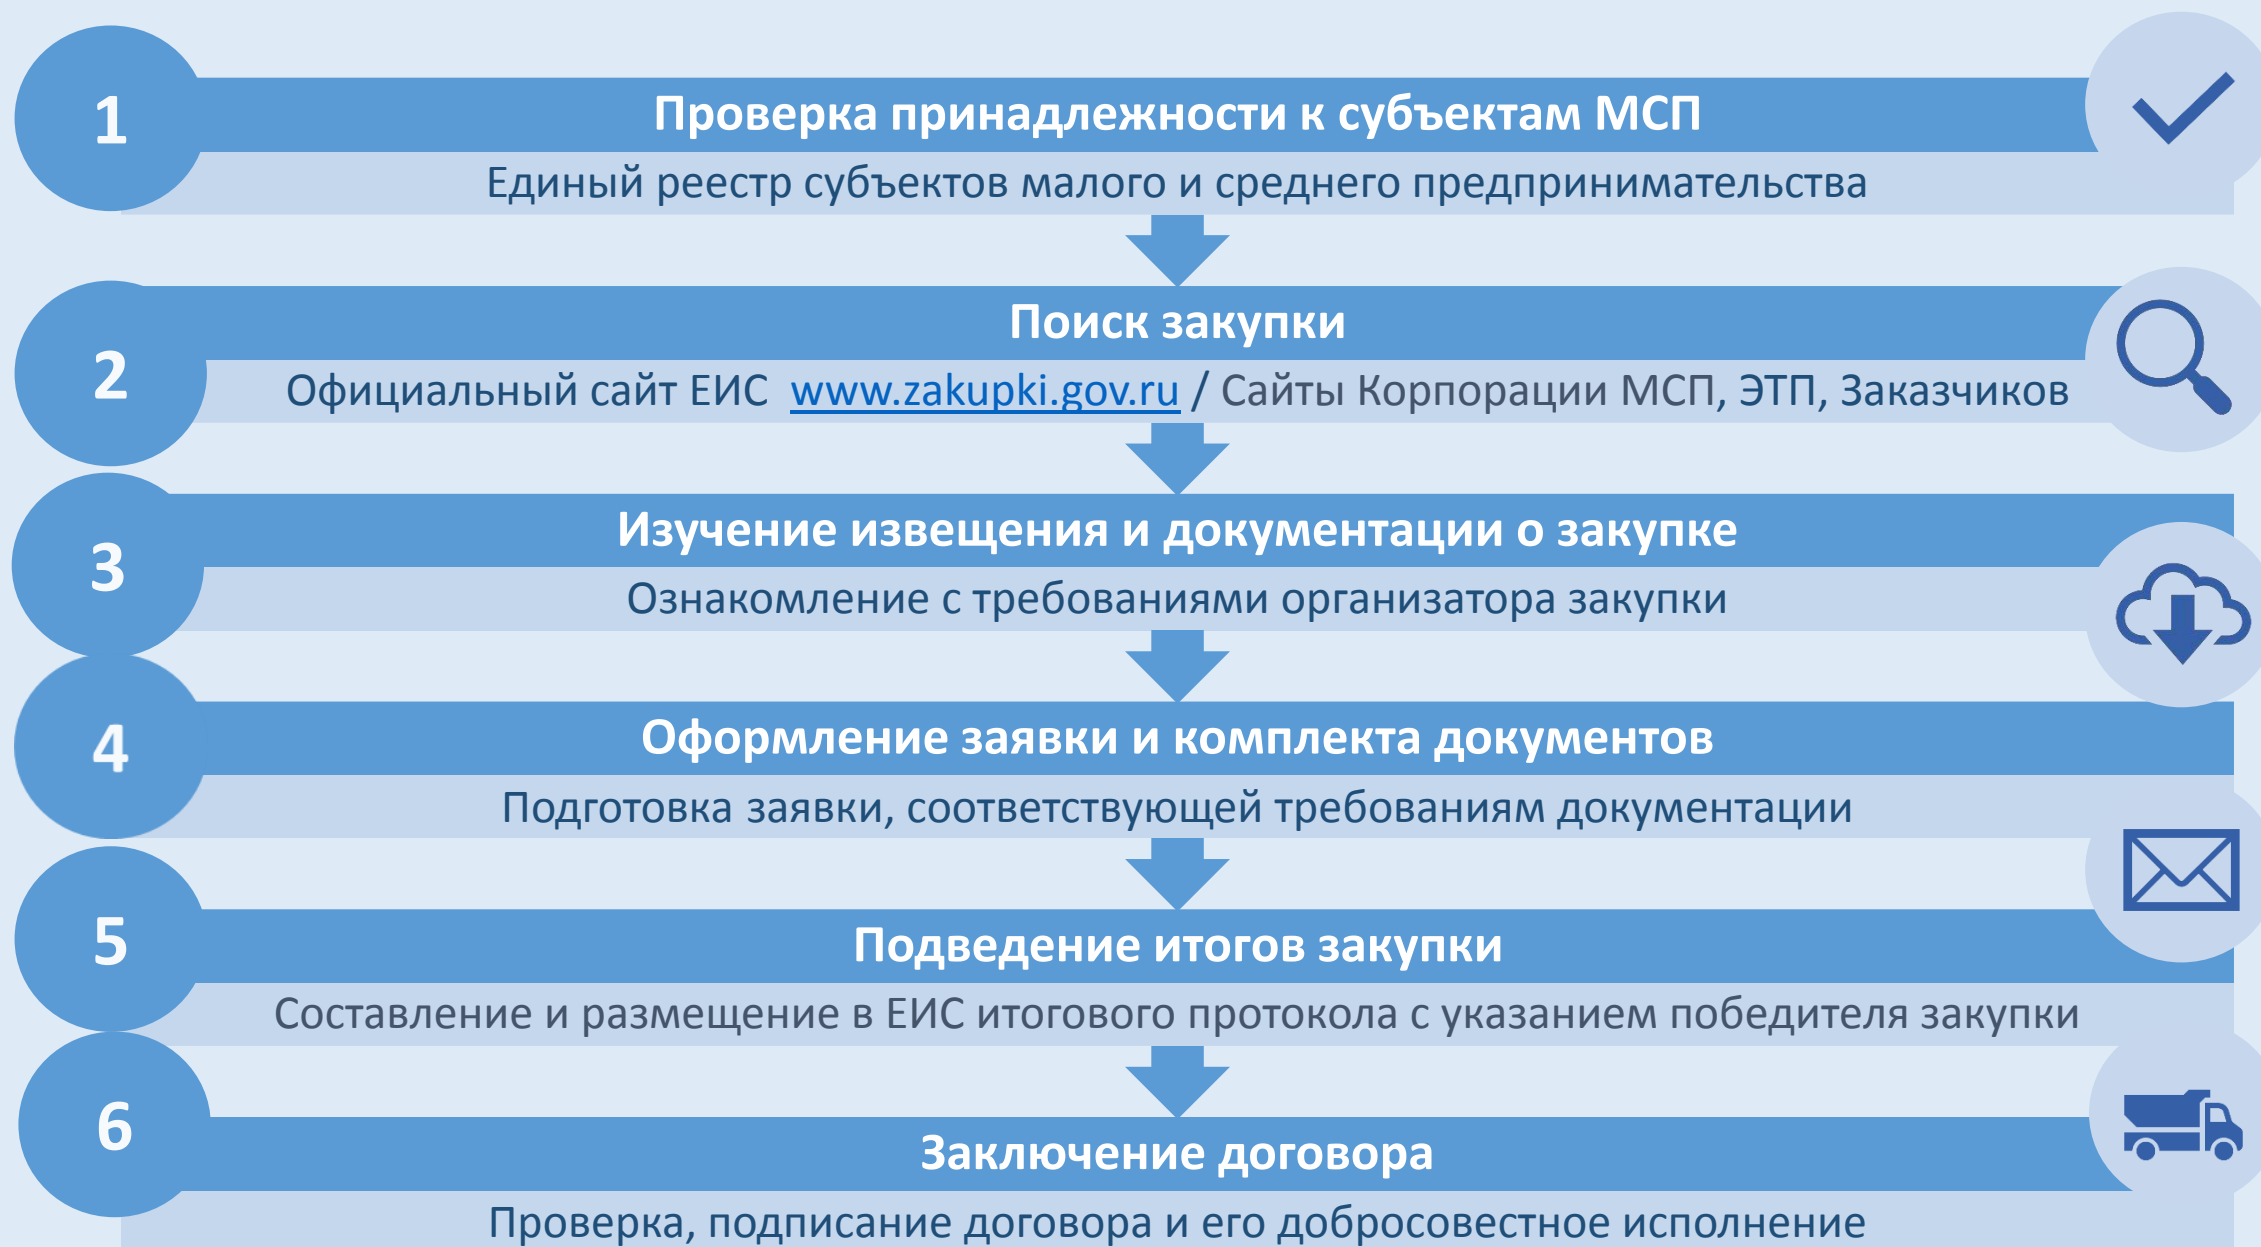 1
Проверка принадлежности к субъектам МСП
Единый реестр субъектов малого и среднего предпринимательства
2
Поиск закупки
Официальный сайт ЕИС www.zakupki.gov.ru / Сайты Корпорации МСП, ЭТП, Заказчиков
3
Изучение извещения и документации о закупке
Ознакомление с требованиями организатора закупки
4
Оформление заявки и комплекта документов
Подготовка заявки, соответствующей требованиям документации
5
Подведение итогов закупки
Составление и размещение в ЕИС итогового протокола с указанием победителя закупки
6
Заключение договора
Проверка, подписание договора и его добросовестное исполнение